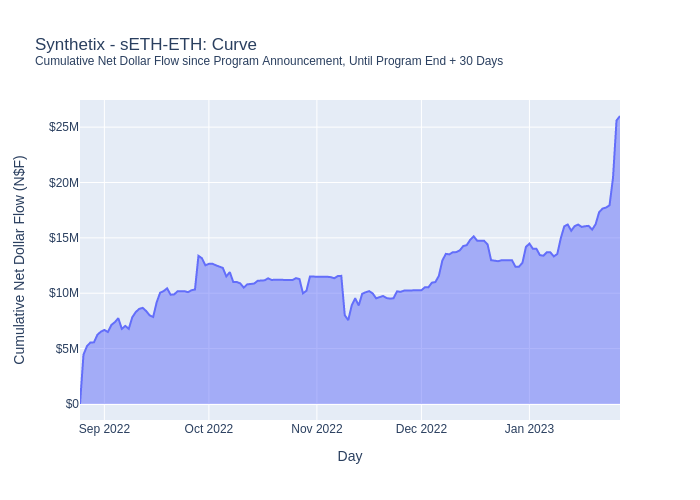 Synthetix - sETH-ETH: Curve
Cumulative Net Dollar Flow since Program Announcement, Until Program End + 30 Days
Cumulative Net Dollar Flow (N$F)
$25M
$20M
$15M
$10M
$5M
$0
Sep 2022
Oct 2022
Nov 2022
Dec 2022
Jan 2023
Day